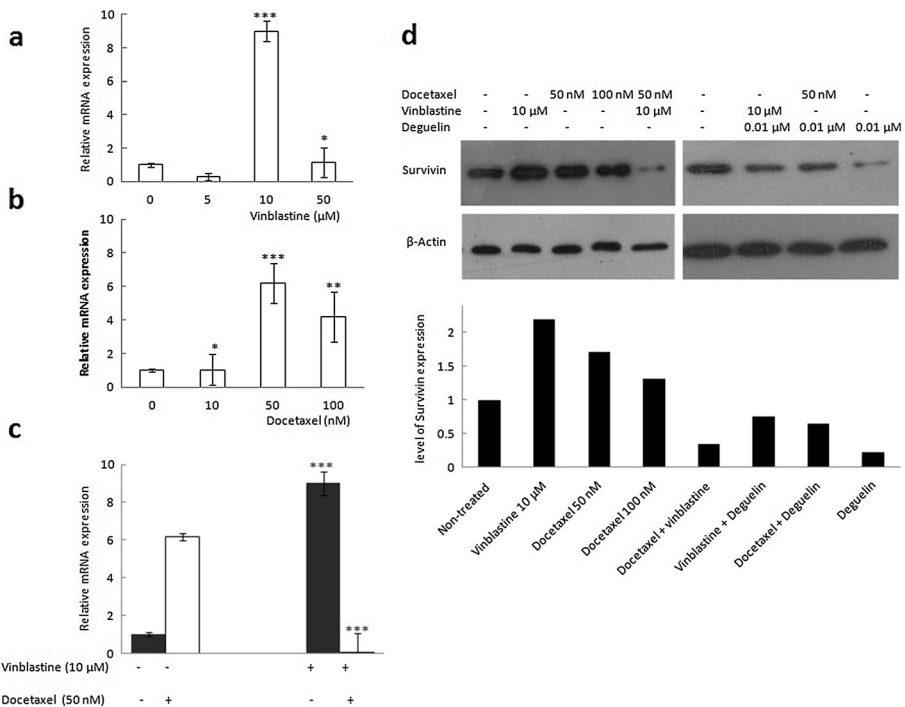 a
Relative mRNA expression
10
8
6
4
2
0
***
*
0 5 10 50
Vinblastine (µM)
b
Relative mRNA expression
10
8
6
4
2
0
*
***
**
0 10 50 100
Docetaxel (nM)
c
Relative mRNA expression
10
8
6
4
2
0
***
***
Vinblastine (10 µM) - - + +
Docetaxel (50 nM) - + - +
d
Docetaxel - - 50 nM 100 nM 50 nM - - 50 nM -
Vinblastine - 10 µM - - 10 µM - 10 µM - -
Deguelin - - - - - - 0.01 µM 0.01 µM 0.01 µM
Survivin
β-Actin
level of Survivin expression
2
1.5
1
0.5
0
Non-treated
Vinblastine 10 µM
Docetaxel 50 nM
Docetaxel 100 nM
Docetaxel + vinblastine
Vinblastine + Deguelin
Docetaxel + Deguelin
Deguelin